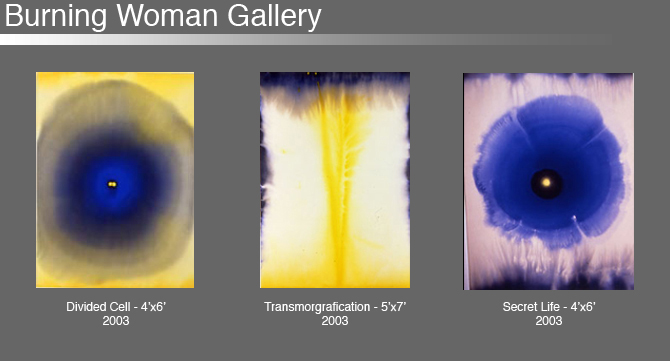 Burning Woman Gallery
Divided Cell - 4'x6'
2003
Transmorgrafication - 5'x7'
2003
Secret Life - 4'x6'
2003